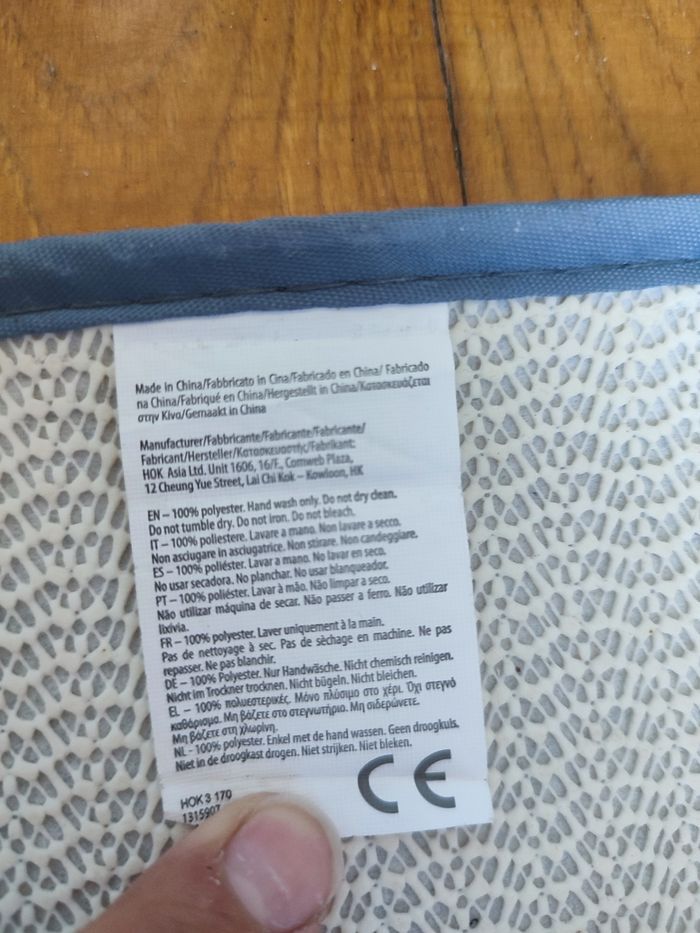 Made in China/Fabbricato in Cina/Fabricado en China/ Fabricado
na China/Fabriqué en China/Hergestellt in China/Κατασκευάζεται
στην Κίνα/Gemaakt in China
Manufacturer/Fabbricante/Fabricante/Fabricante/
Fabricant/Hersteller/Κατασκευαστής/Fabrikant:
HOK Asia Ltd. Unit 1606, 16/F., Comweb Plaza,
12 Cheung Yue Street, Lai Chi Kok – Kowloon, HK
EN – 100% polyester. Hand wash only. Do not dry clean.
Do not tumble dry. Do not iron. Do not bleach.
IT – 100% poliestere. Lavare a mano. Non lavare a secco.
Non asciugare in asciugatrice. Non stirare. Non candeggiare.
ES – 100% poliéster. Lavar a mano. No lavar en seco.
No usar secadora. No planchar. No usar blanqueador.
PT – 100% poliéster. Lavar à mão. Não limpar a seco.
Não utilizar máquina de secar. Não passar a ferro. Não utilizar
lixívia.
FR – 100% polyester. Laver uniquement à la main.
Pas de nettoyage à sec. Pas de sèchage en machine. Ne pas
repasser. Ne pas blanchir.
DE – 100% Polyester. Nur Handwäsche. Nicht chemisch reinigen.
Nicht im Trockner trocknen. Nicht bügeln. Nicht bleichen.
EL – 100% πολυεστερικές. Μόνο πλύσιμο στο χέρι. Όχι στεγνό
καθάρισμα. Μη βάζετε στο στεγνωτήριο. Μη σιδερώνετε.
Μη βάζετε στη χλωρίνη.
NL - 100% polyester. Enkel met de hand wassen. Geen droogkuis.
Niet in de droogkast drogen. Niet strijken. Niet bleken.
HOK 3 170
CE